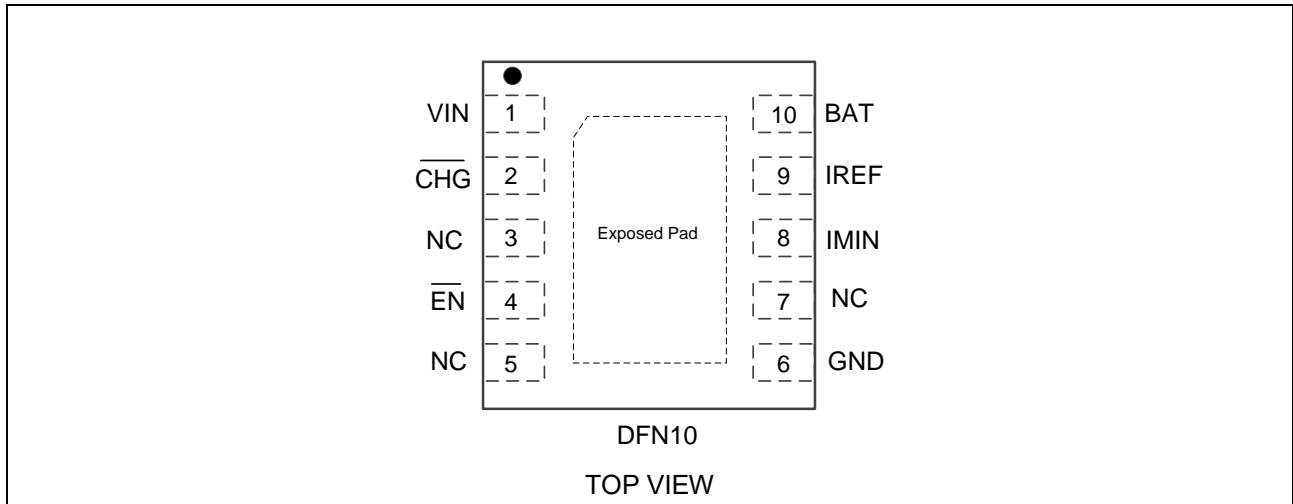 VIN 1 10 BAT
CHG 2 9 IREF
NC 3 Exposed Pad 8 IMIN
EN 4 7 NC
NC 5 6 GND
DFN10
TOP VIEW